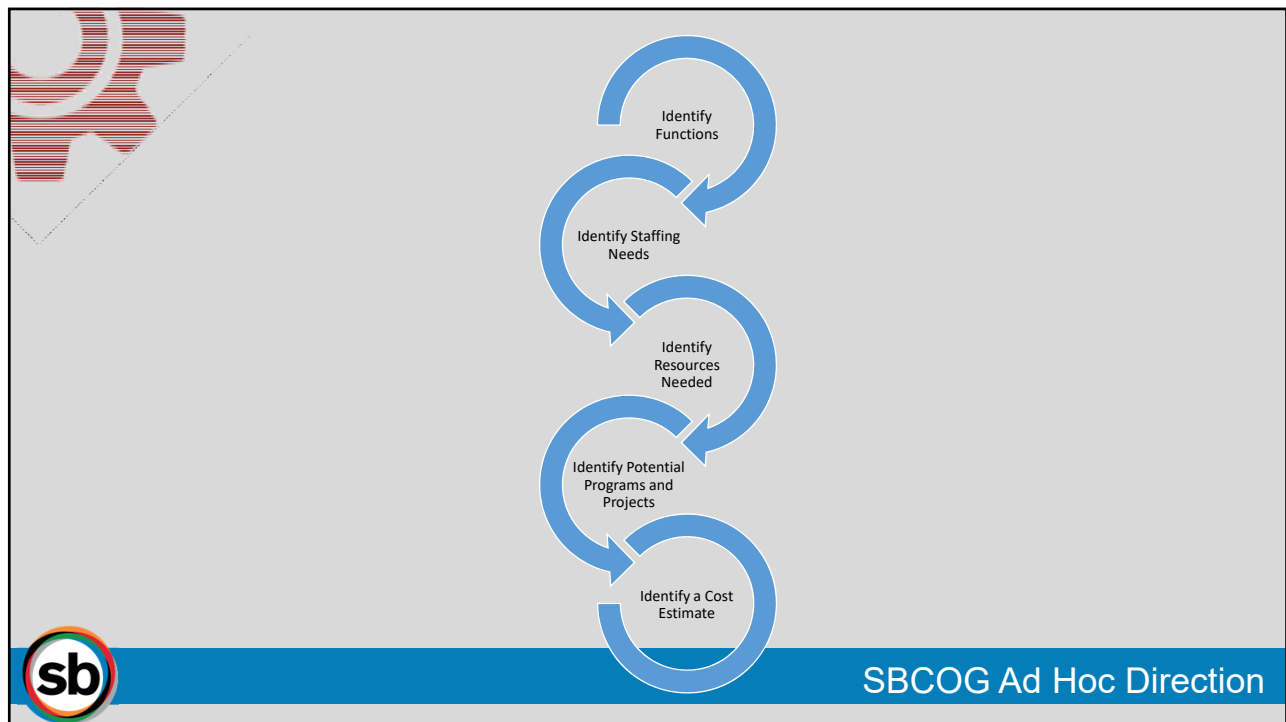 Identify
Functions
Identify Staffing
Needs
Identify
Resources
Needed
Identify Potential
Programs and
Projects
Identify a Cost
Estimate
sb
SBCOG Ad Hoc Direction